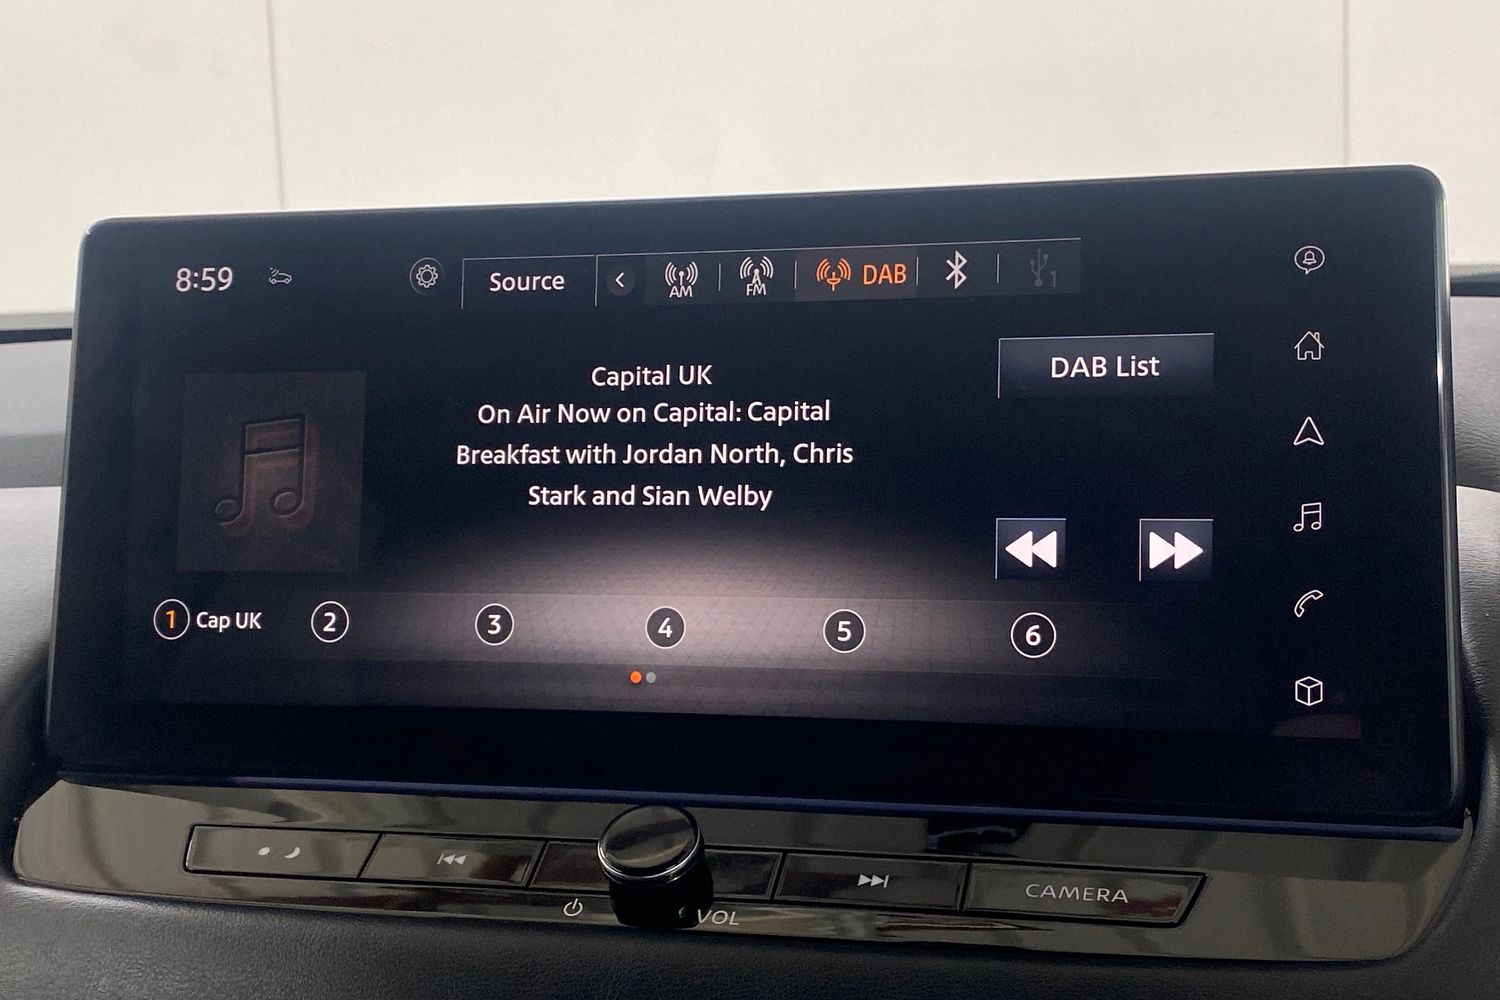 8:59
Source
AM
FM
DAB
1
DAB List
Capital UK
On Air Now on Capital: Capital
Breakfast with Jordan North, Chris
Stark and Sian Welby
1 Cap UK
2
3
4
5
6
VOL
CAMERA